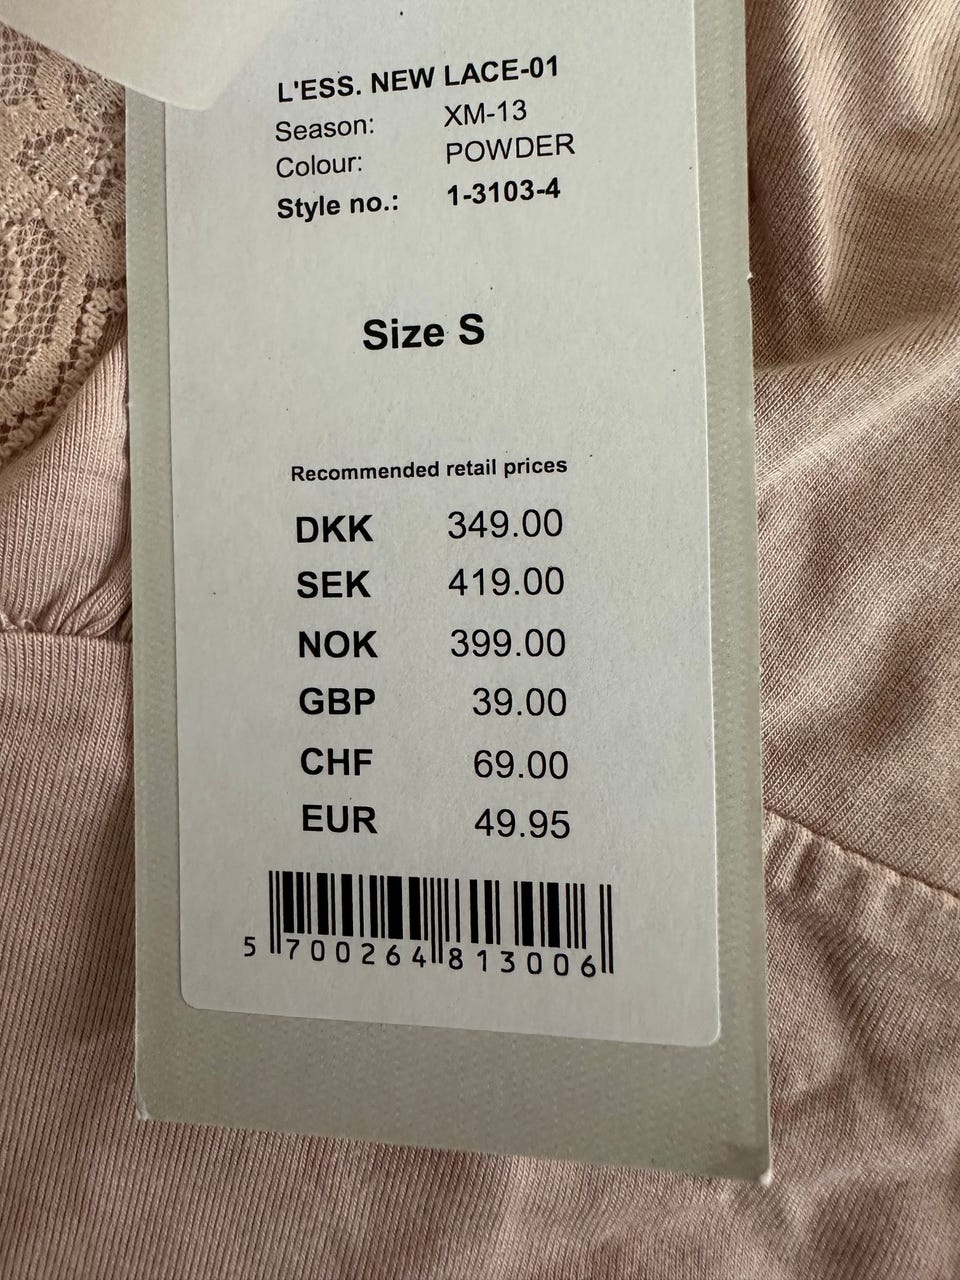 L'ESS. NEW LACE-01
Season: XM-13
Colour: POWDER
Style no.: 1-3103-4
Size S
Recommended retail prices
DKK 349.00
SEK 419.00
NOK 399.00
GBP 39.00
CHF 69.00
EUR 49.95
5 700264 813006